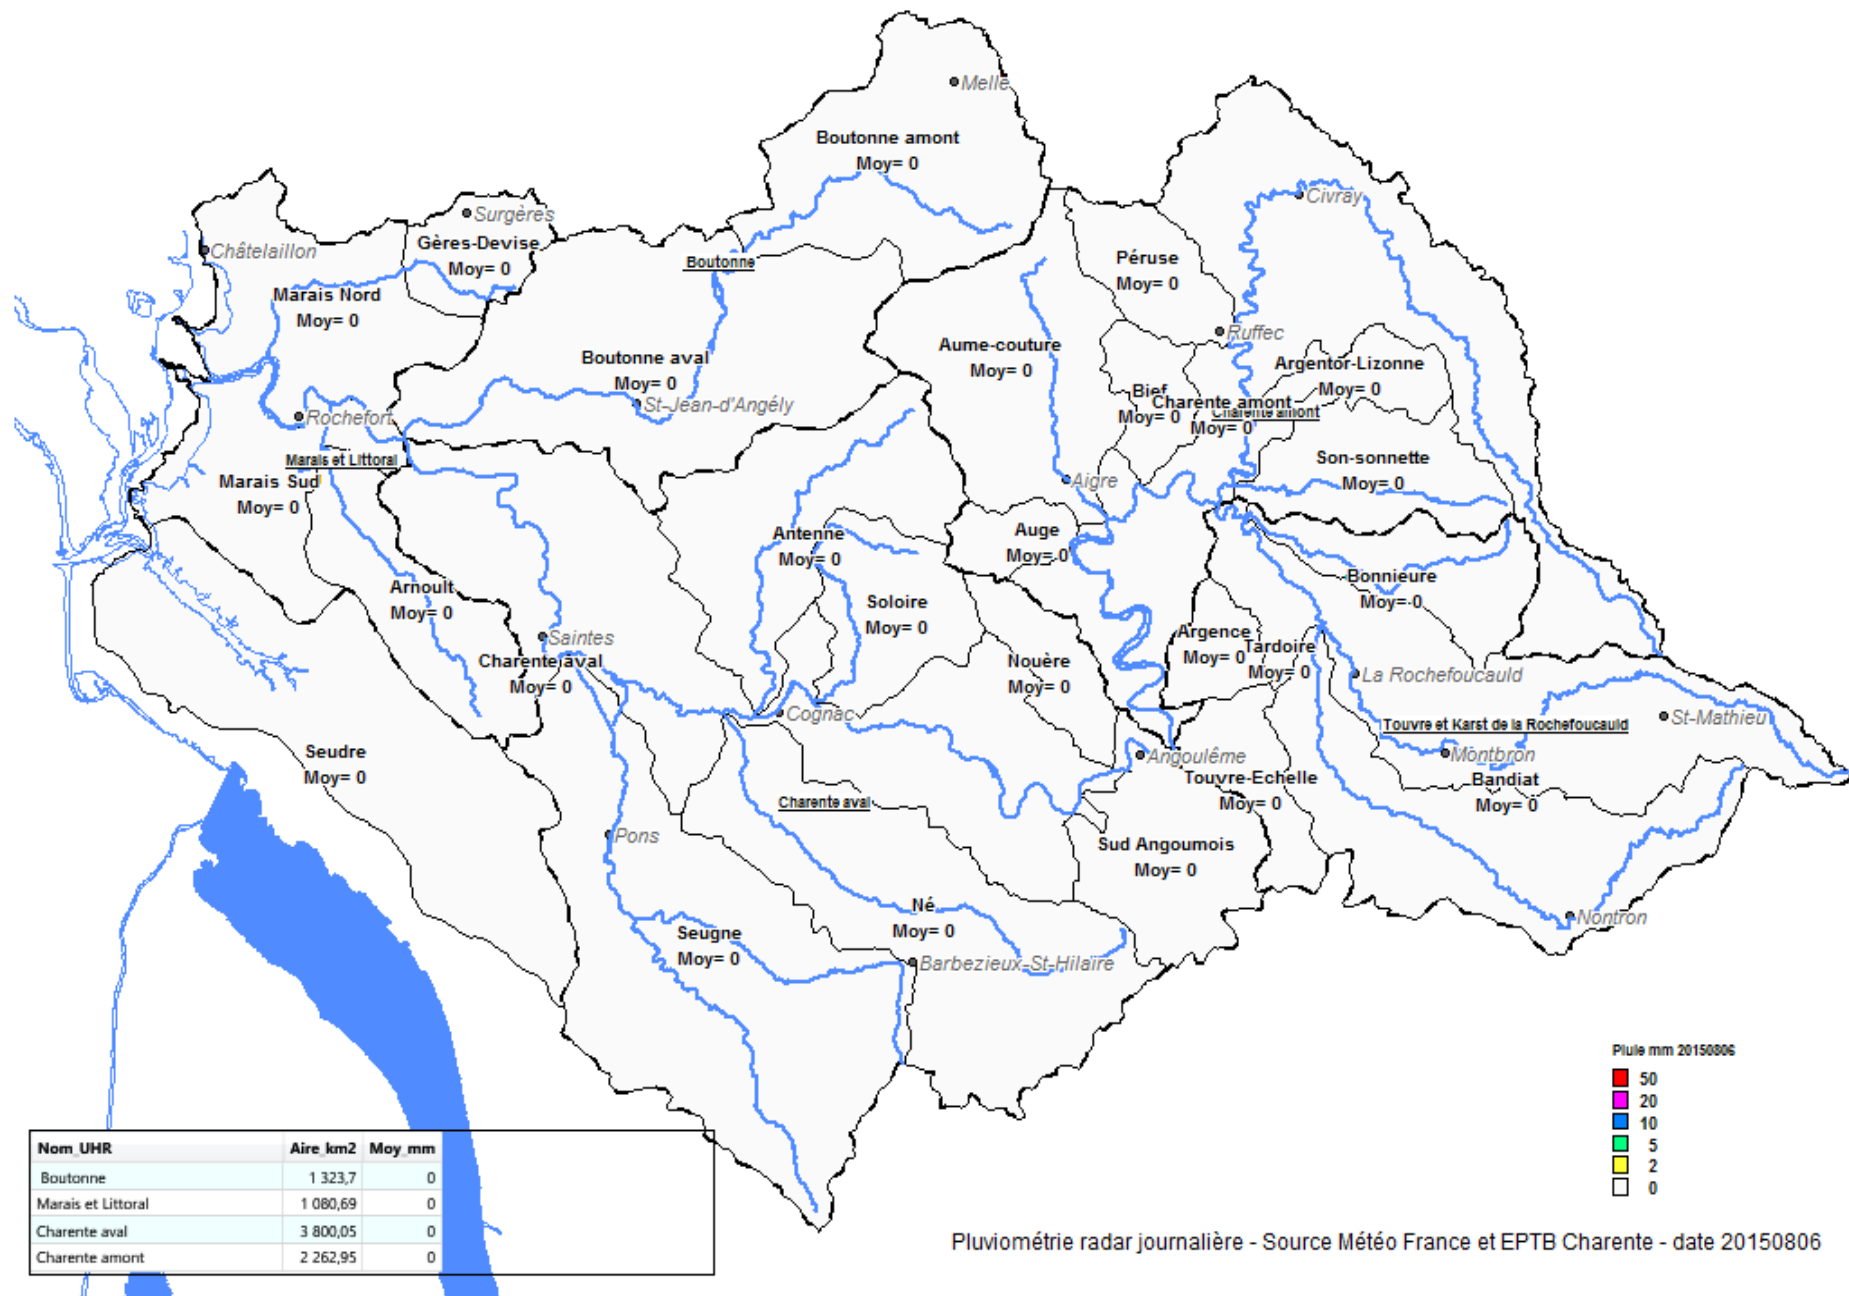 Melle
Boutonne amont
Moy= 0
Civray
Surgères
Châtelaillon
Gères-Devise
Moy= 0
Boutonne
Péruse
Moy= 0
Marais Nord
Moy= 0
Ruffec
Aume-couture
Moy= 0
Boutonne aval
Moy= 0
Argentor-Lizonne
Moy= 0
Bief
Moy= 0
Charente amont
Moy= 0
Charente amont
St-Jean-d'Angély
Rochefort
Marais et Littoral
Marais Sud
Moy= 0
Son-sonnette
Moy= 0
Aigre
Auge
Moy= 0
Antenne
Moy= 0
Arnoult
Moy= 0
Soloire
Moy= 0
Bonnieure
Moy= 0
Saintes
Charente aval
Moy= 0
Argence
Moy= 0
Tardoire
Moy= 0
Nouère
Moy= 0
La Rochefoucauld
Cognac
St-Mathieu
Touvre et Karst de la Rochefoucauld
Seudre
Moy= 0
Angoulême
Montbron
Touvre-Echelle
Moy= 0
Bandiat
Moy= 0
Charente aval
Pons
Sud Angoumois
Moy= 0
Né
Moy= 0
Nontron
Seugne
Moy= 0
Barbezieux-St-Hilaire
Pluie mm 20150806
50
20
10
5
2
0
Nom_UHR Aire_km2 Moy_mm
Boutonne 1 323,7 0
Marais et Littoral 1 080,69 0
Charente aval 3 800,05 0
Charente amont 2 262,95 0
Pluviométrie radar journalière - Source Météo France et EPTB Charente - date 20150806